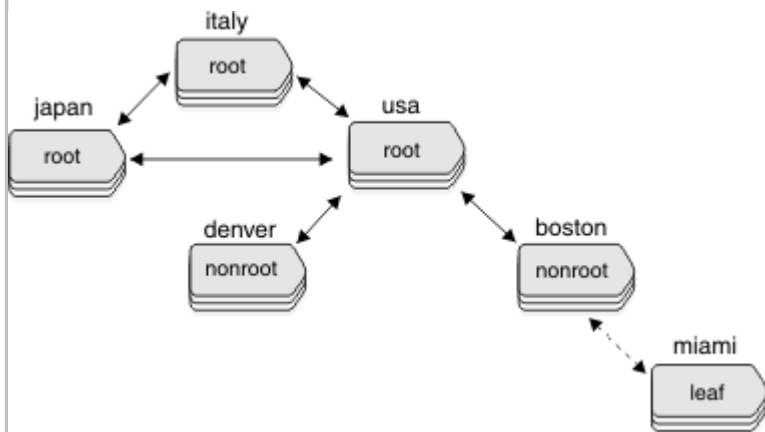 italy
root
japan
root
usa
root
denver
nonroot
boston
nonroot
miami
leaf